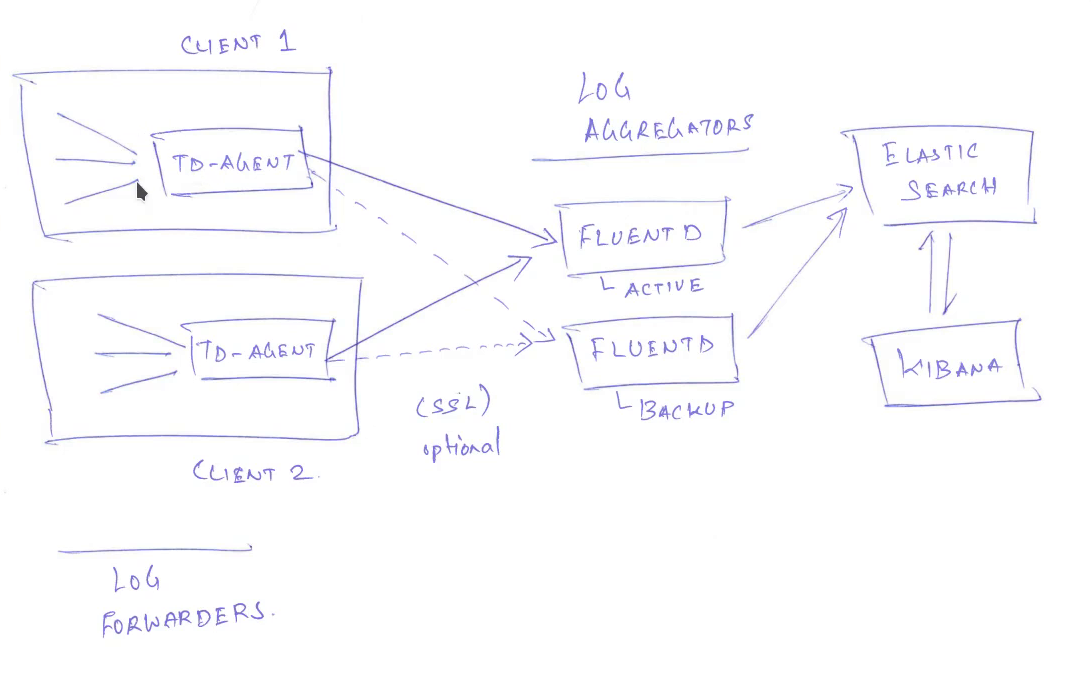 CLIENT 1
TD-AGENT
LOG
AGGREGATORS
ELASTIC
SEARCH
FLUENTD
ACTIVE
TD-AGENT
FLUENTD
BACKUP
KIBANA
(SSL)
optional
CLIENT 2.
LOG
FORWARDERS.